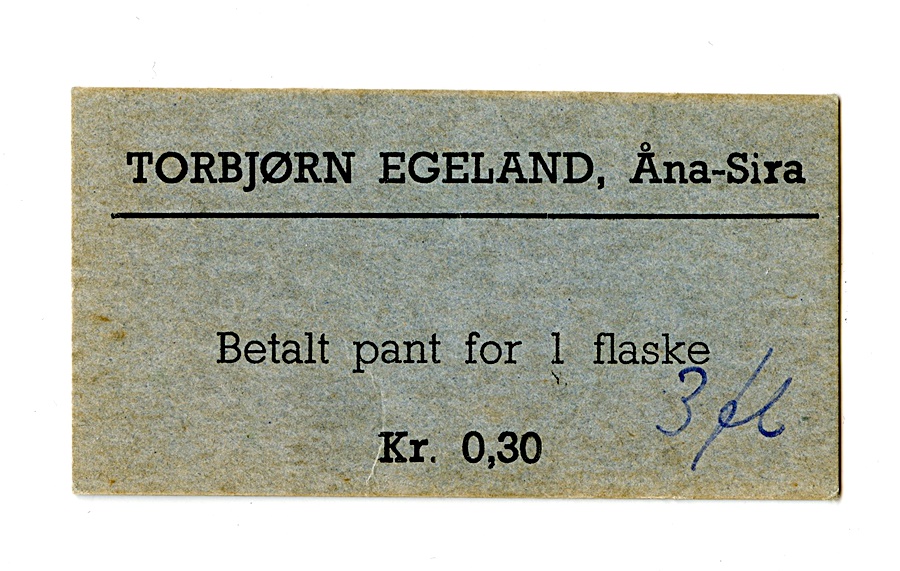 TORBJØRN EGELAND, Åna-Sira
Betalt pant for 1 flaske
3 fl
Kr. 0,30